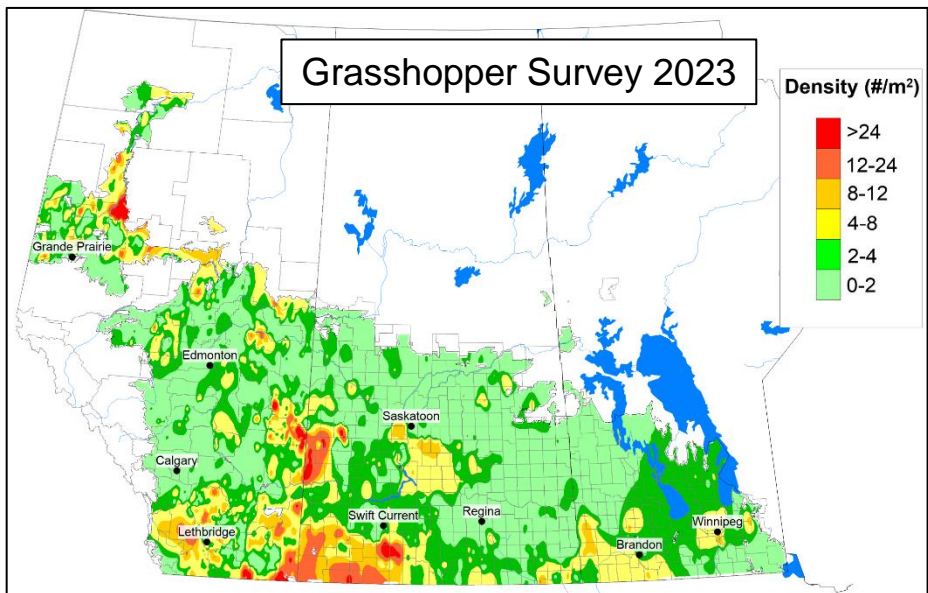 Grasshopper Survey 2023
Density (#/m²)
>24
12-24
8-12
4-8
2-4
0-2
Grande Prairie
Edmonton
Saskatoon
Calgary
Regina
Swift Current
Winnipeg
Lethbridge
Brandon